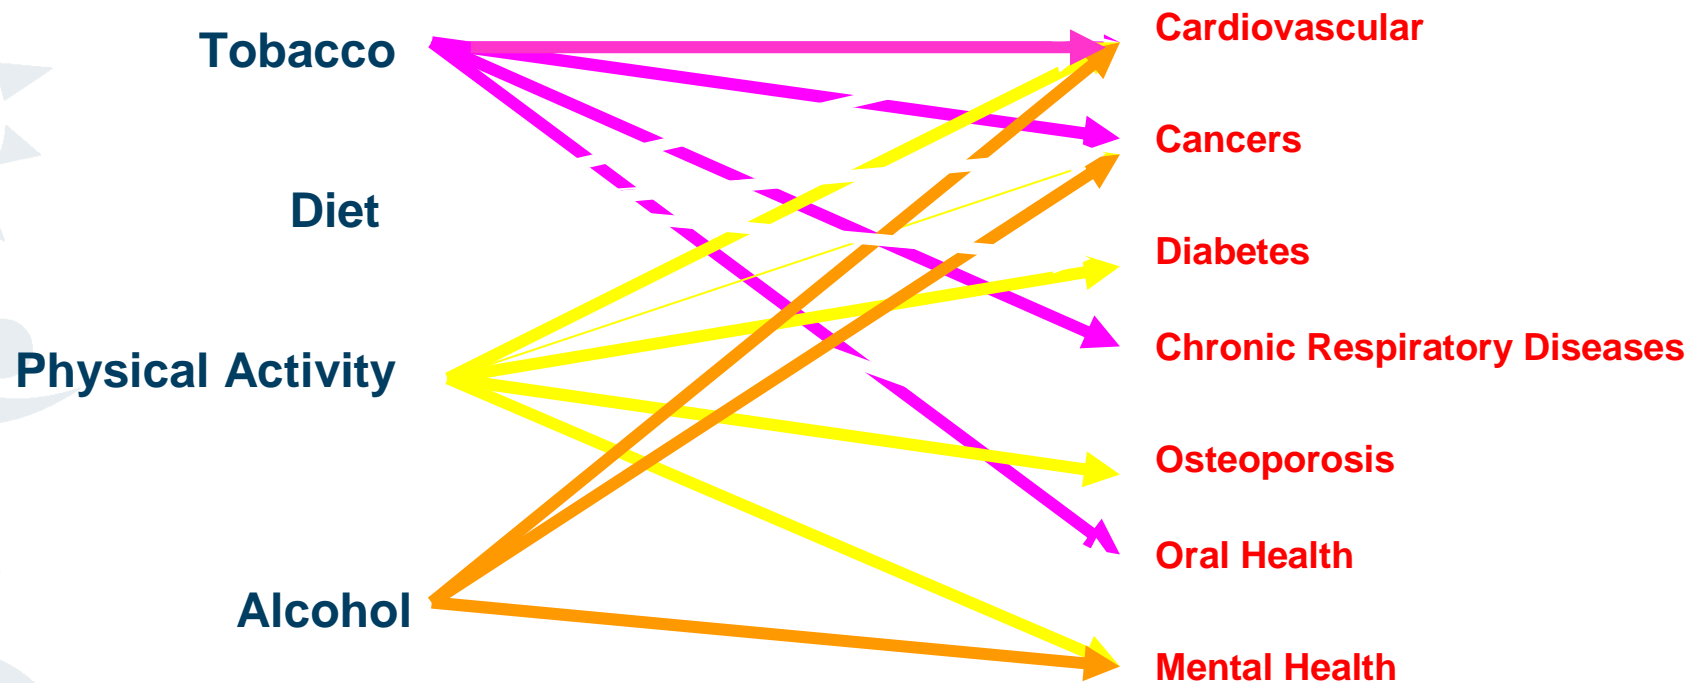 Tobacco
Diet
Physical Activity
Alcohol
Cardiovascular
Cancers
Diabetes
Chronic Respiratory Diseases
Osteoporosis
Oral Health
Mental Health